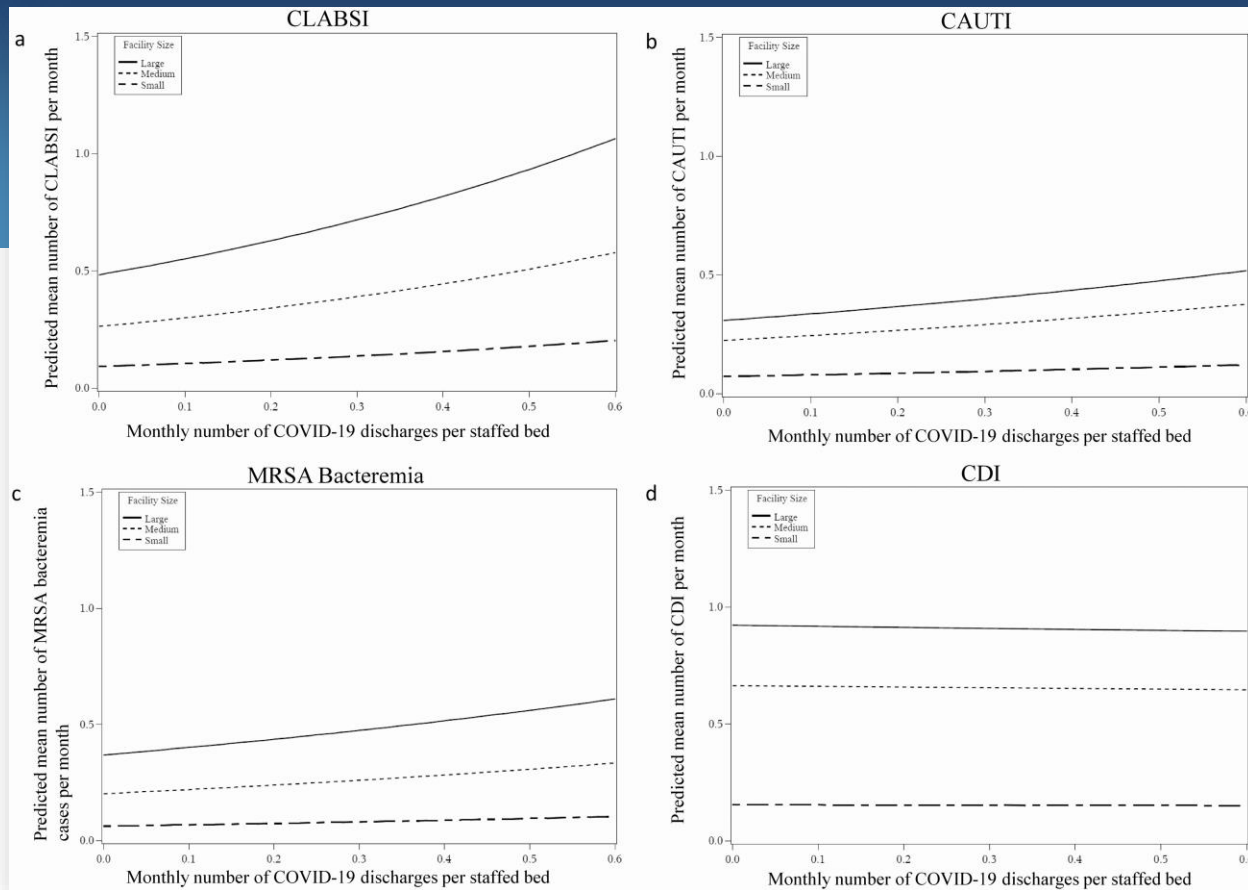 CLABSI
a
1.5
Facility Size
Large
Medium
Small
1.0
0.5
0.0
Predicted mean number of CLABSI per month
0.0 0.1 0.2 0.3 0.4 0.5 0.6
Monthly number of COVID-19 discharges per staffed bed
CAUTI
b
1.5
Facility Size
Large
Medium
Small
1.0
0.5
0.0
Predicted mean number of CAUTI per month
0.0 0.1 0.2 0.3 0.4 0.5 0.6
Monthly number of COVID-19 discharges per staffed bed
MRSA Bacteremia
c
1.5
Facility Size
Large
Medium
Small
1.0
0.5
0.0
Predicted mean number of MRSA bacteremia
cases per month
0.0 0.1 0.2 0.3 0.4 0.5 0.6
Monthly number of COVID-19 discharges per staffed bed
CDI
d
1.5
Facility Size
Large
Medium
Small
1.0
0.5
0.0
Predicted mean number of CDI per month
0.0 0.1 0.2 0.3 0.4 0.5
Monthly number of COVID-19 discharges per staffed bed